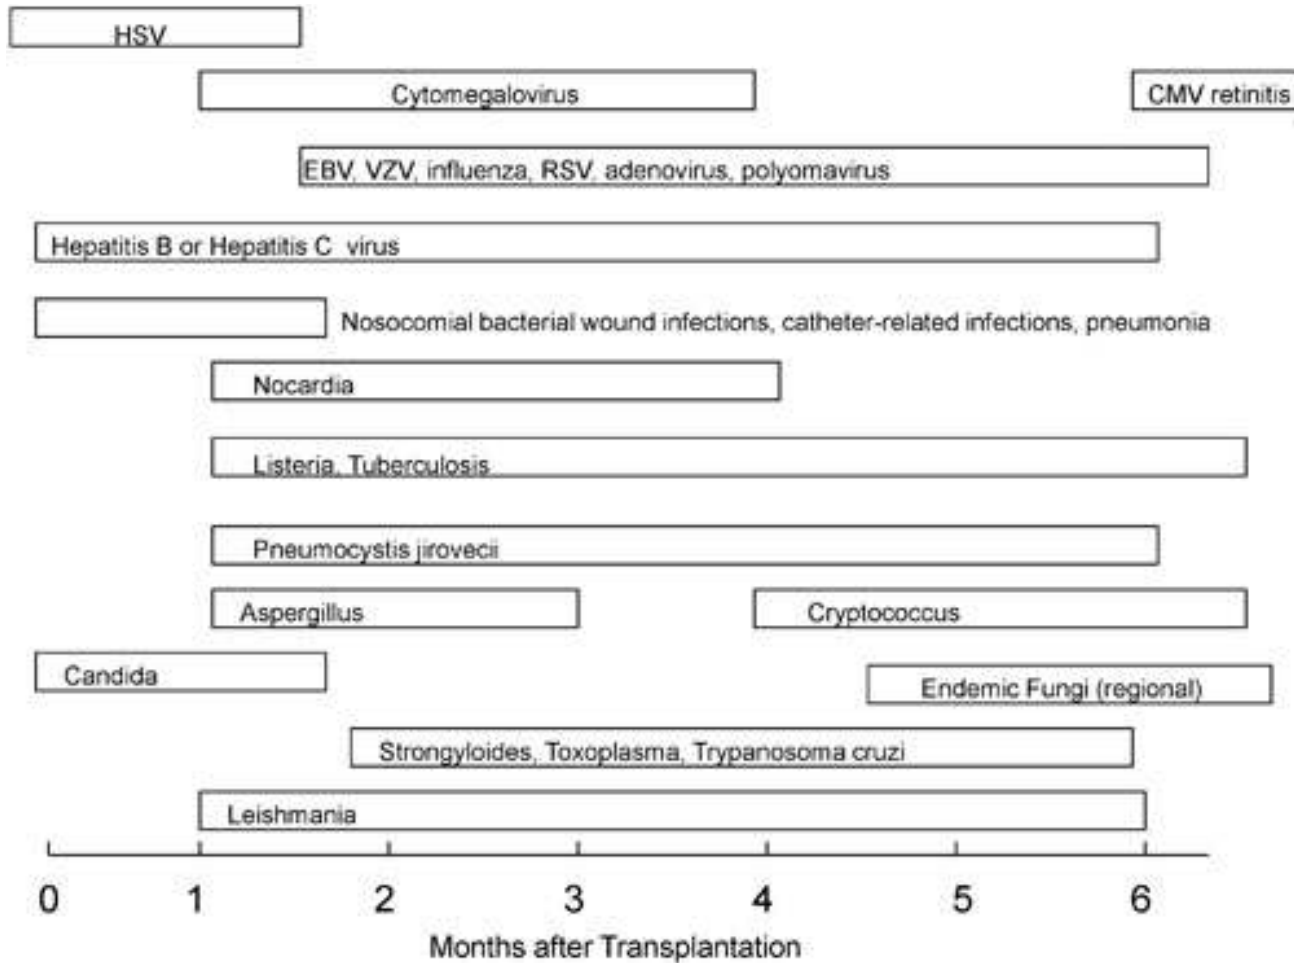 HSV
Cytomegalovirus
CMV retinitis
EBV, VZV, influenza, RSV, adenovirus, polyomavirus
Hepatitis B or Hepatitis C virus
Nosocomial bacterial wound infections, catheter-related infections, pneumonia
Nocardia
Listeria, Tuberculosis
Pneumocystis jirovecii
Aspergillus
Cryptococcus
Candida
Endemic Fungi (regional)
Strongyloides, Toxoplasma, Trypanosoma cruzi
Leishmania
0 1 2 3 4 5 6
Months after Transplantation